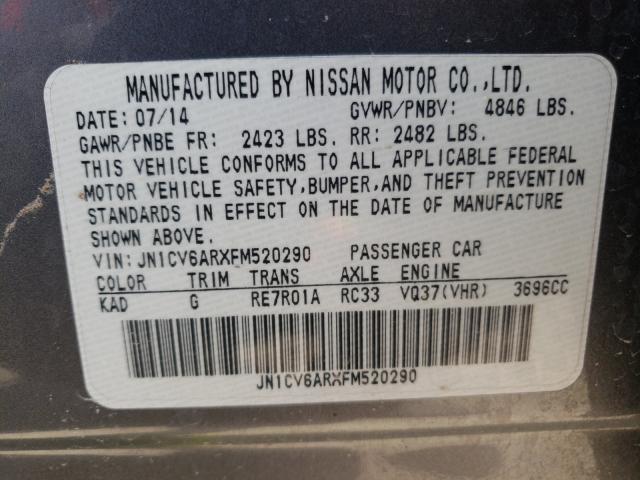 MANUFACTURED BY NISSAN MOTOR CO.,LTD.
DATE: 07/14 GVWR/PNBV: 4846 LBS.
GAWR/PNBE FR: 2423 LBS. RR: 2482 LBS.
THIS VEHICLE CONFORMS TO ALL APPLICABLE FEDERAL
MOTOR VEHICLE SAFETY,BUMPER,AND THEFT PREVENTION
STANDARDS IN EFFECT ON THE DATE OF MANUFACTURE
SHOWN ABOVE.
VIN: JN1CV6ARXFM520290 PASSENGER CAR
COLOR TRIM TRANS AXLE ENGINE
KAD G RE7R01A RC33 VQ37(VHR) 3696CC
JN1CV6ARXFM520290